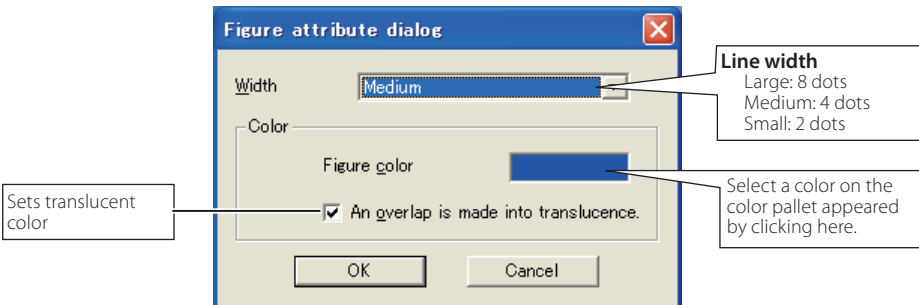 Figure attribute dialog
Width
Medium
Line width
Large: 8 dots
Medium: 4 dots
Small: 2 dots
Color
Figure color
Select a color on the
color pallet appeared
by clicking here.
Sets translucent
color
An overlap is made into translucence.
OK
Cancel